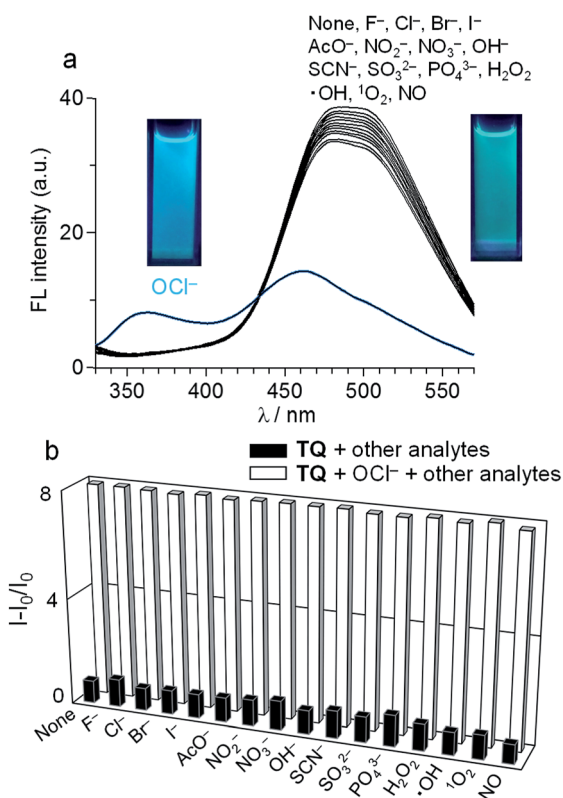 None, F⁻, Cl⁻, Br⁻, I⁻
AcO⁻, NO₂⁻, NO₃⁻, OH⁻
SCN⁻, SO₃²⁻, PO₄³⁻, H₂O₂
·OH, ¹O₂, NO
a
40
20
0
FL intensity (a.u.)
OCl⁻
350 400 450 500 550
λ / nm
b
TQ + other analytes
TQ + OCl⁻ + other analytes
8
4
0
I-I₀/I₀
None F⁻ Cl⁻ Br⁻ I⁻ AcO⁻ NO₂⁻ NO₃⁻ OH⁻ SCN⁻ SO₃²⁻ PO₄³⁻ H₂O₂ ·OH ¹O₂ NO